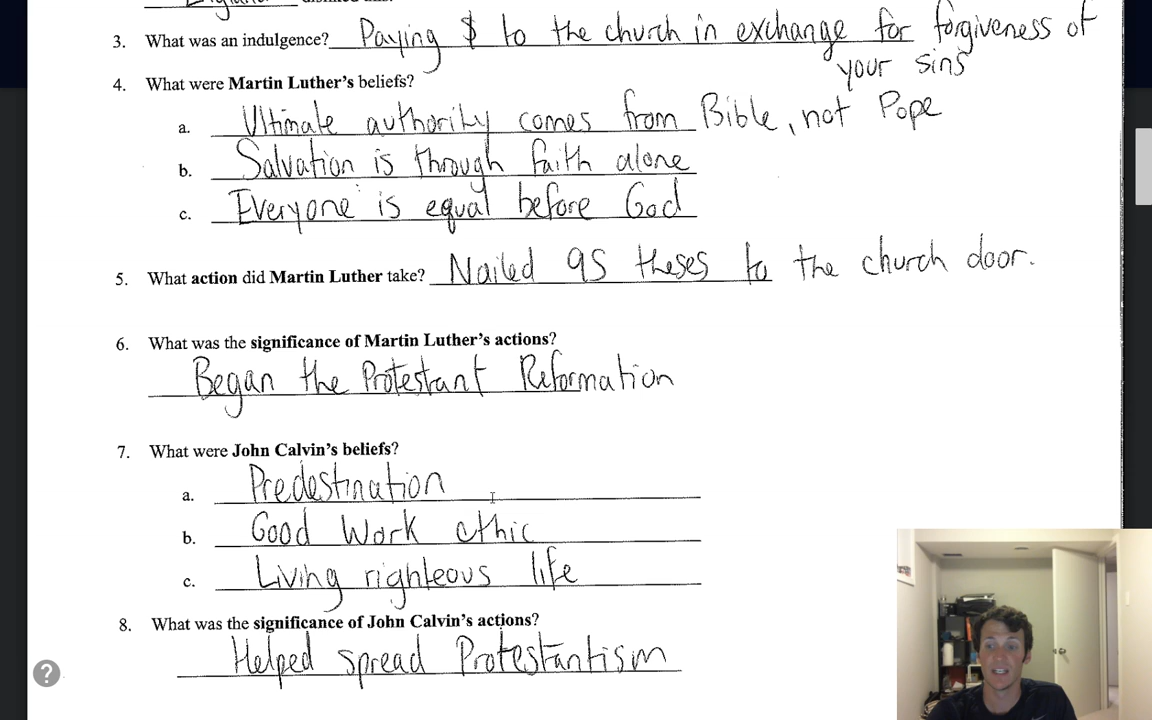 3. What was an indulgence? Paying $ to the church in exchange for forgiveness of
your sins
4. What were Martin Luther's beliefs?
a. Ultimate authority comes from Bible, not Pope
b. Salvation is through faith alone
c. Everyone is equal before God
5. What action did Martin Luther take? Nailed 95 theses to the church door.
6. What was the significance of Martin Luther's actions?
Began the Protestant Reformation
7. What were John Calvin's beliefs?
a. Predestination
b. Good Work ethic
c. Living righteous life
8. What was the significance of John Calvin's actions?
Helped spread Protestantism
?